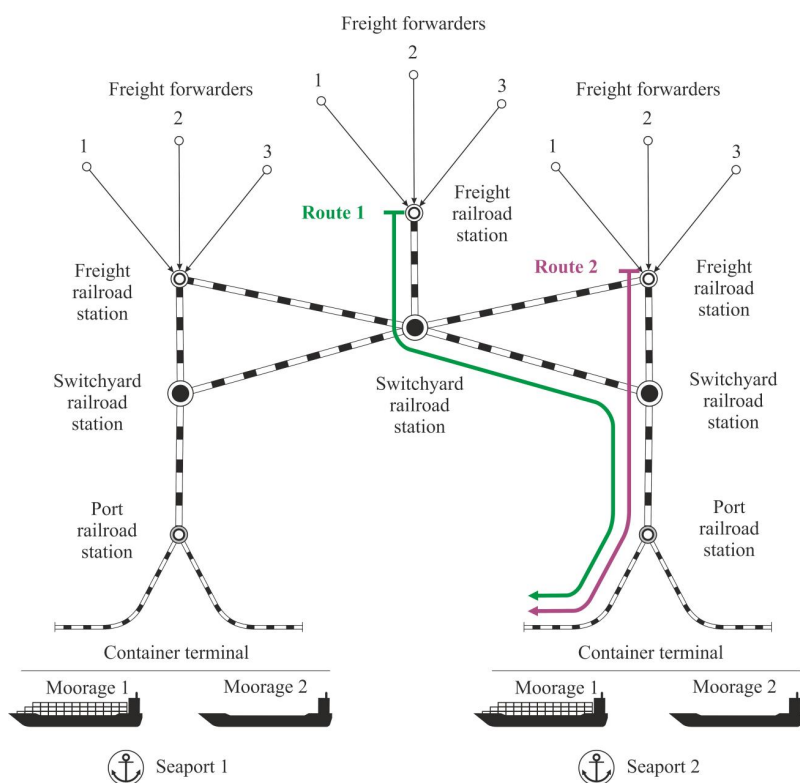 Freight forwarders
1
2
3
Freight forwarders
1
2
3
Freight forwarders
1
2
3
Route 1
Freight
railroad
station
Route 2
Freight
railroad
station
Freight
railroad
station
Switchyard
railroad
station
Switchyard
railroad
station
Switchyard
railroad
station
Port
railroad
station
Port
railroad
station
Container terminal
Moorage 1
Moorage 2
Seaport 1
Container terminal
Moorage 1
Moorage 2
Seaport 2